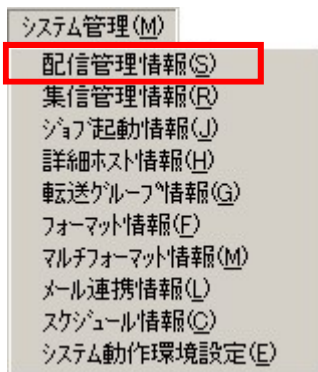 システム管理(M)
配信管理情報(S)
集信管理情報(R)
ｼﾞｮﾌﾞ起動情報(J)
詳細ホスト情報(H)
転送ｸﾞﾙｰﾌﾟ情報(G)
フォーマット情報(F)
マルチフォーマット情報(M)
メール連携情報(L)
スケジュール情報(C)
システム動作環境設定(E)